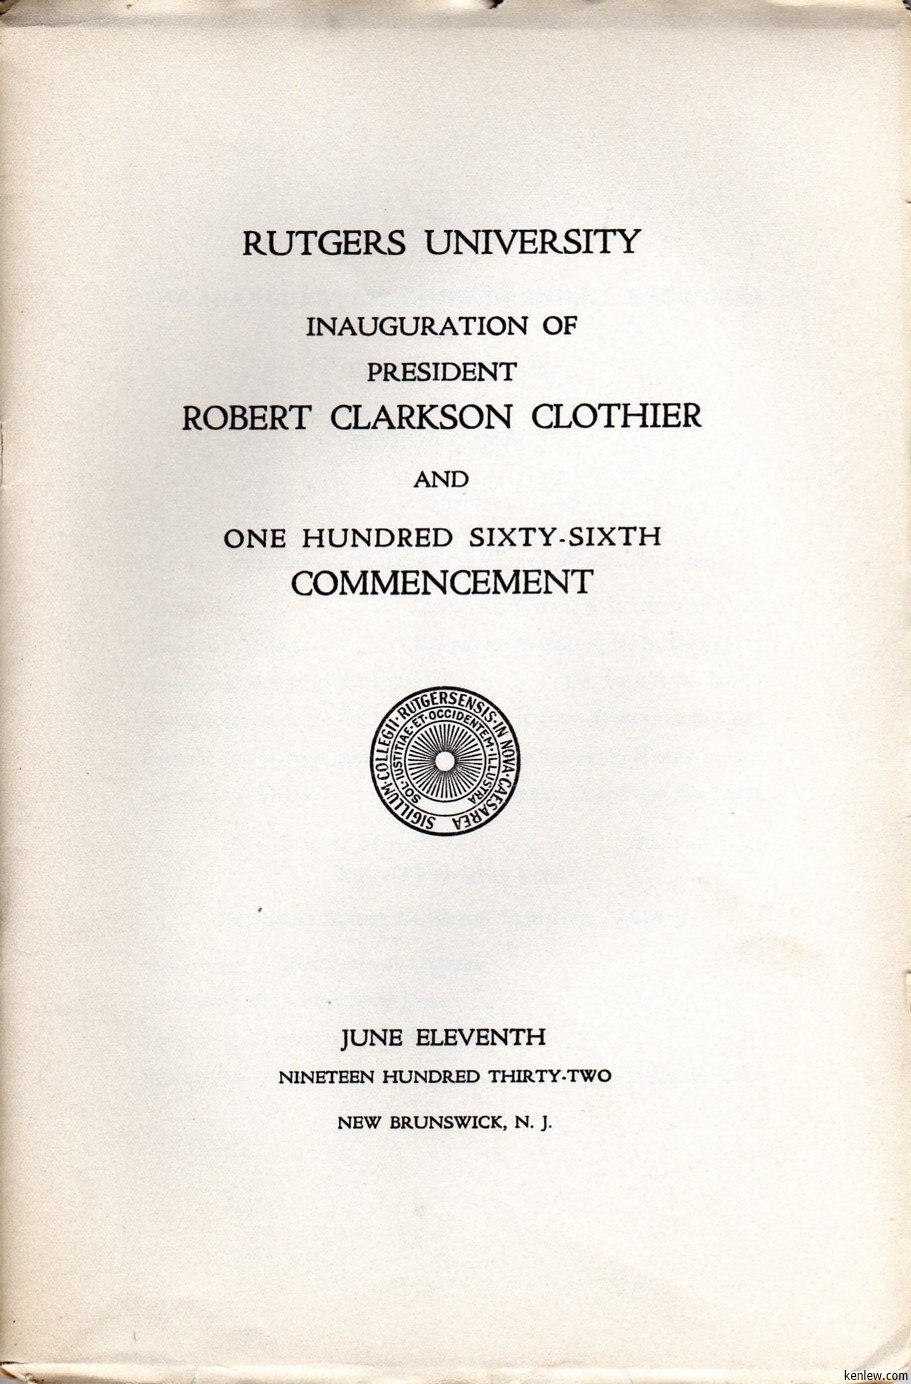 RUTGERS UNIVERSITY
INAUGURATION OF
PRESIDENT
ROBERT CLARKSON CLOTHIER
AND
ONE HUNDRED SIXTY-SIXTH
COMMENCEMENT
SIGILLUM·COLLEGII·RUTGERSENSIS·IN NOVA·CAESAREA
SOL·IUSTITIAE·ET·OCCIDENTEM·ILLUSTRA
JUNE ELEVENTH
NINETEEN HUNDRED THIRTY-TWO
NEW BRUNSWICK, N. J.
kenlew.com